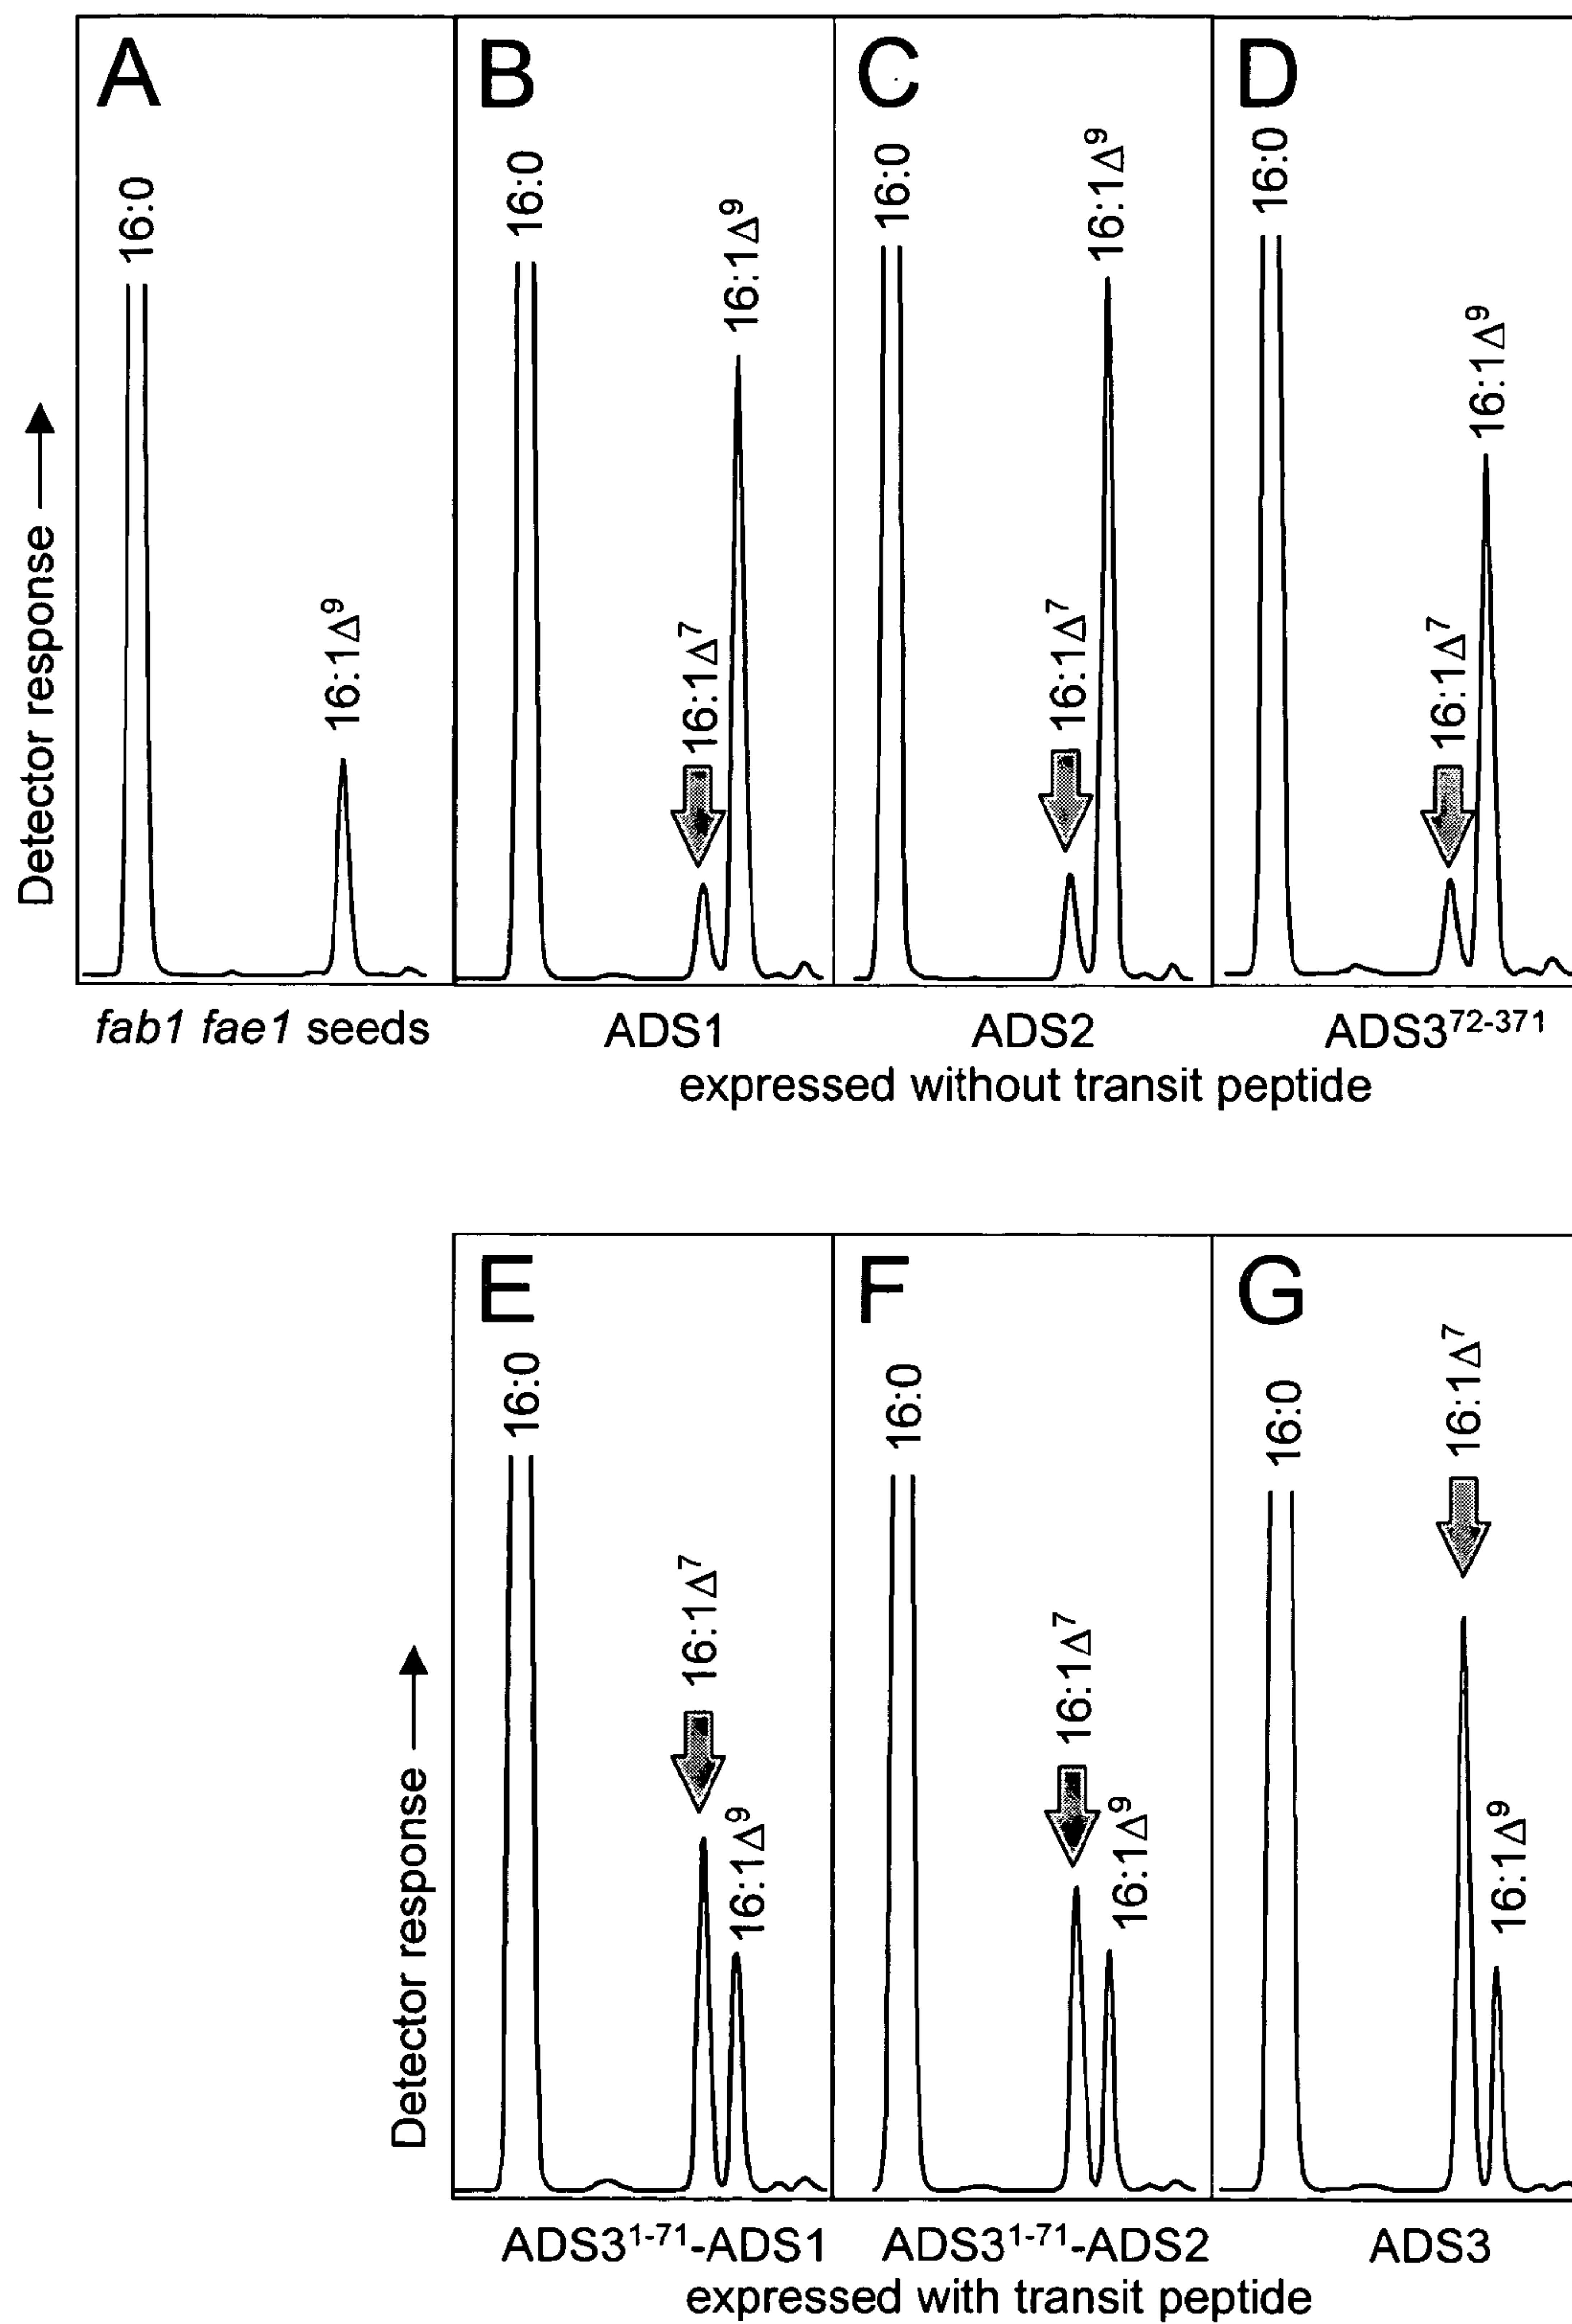 A
B
C
D
16:0
16:1Δ⁹
16:0
16:1Δ⁷
16:1Δ⁹
16:0
16:1Δ⁷
16:1Δ⁹
16:0
16:1Δ⁷
16:1Δ⁹
Detector response
fab1 fae1 seeds
ADS1
ADS2
ADS3⁷²⁻³⁷¹
expressed without transit peptide
E
F
G
16:0
16:1Δ⁷
16:1Δ⁹
16:0
16:1Δ⁷
16:1Δ⁹
16:0
16:1Δ⁷
16:1Δ⁹
Detector response
ADS3¹⁻⁷¹-ADS1
ADS3¹⁻⁷¹-ADS2
ADS3
expressed with transit peptide